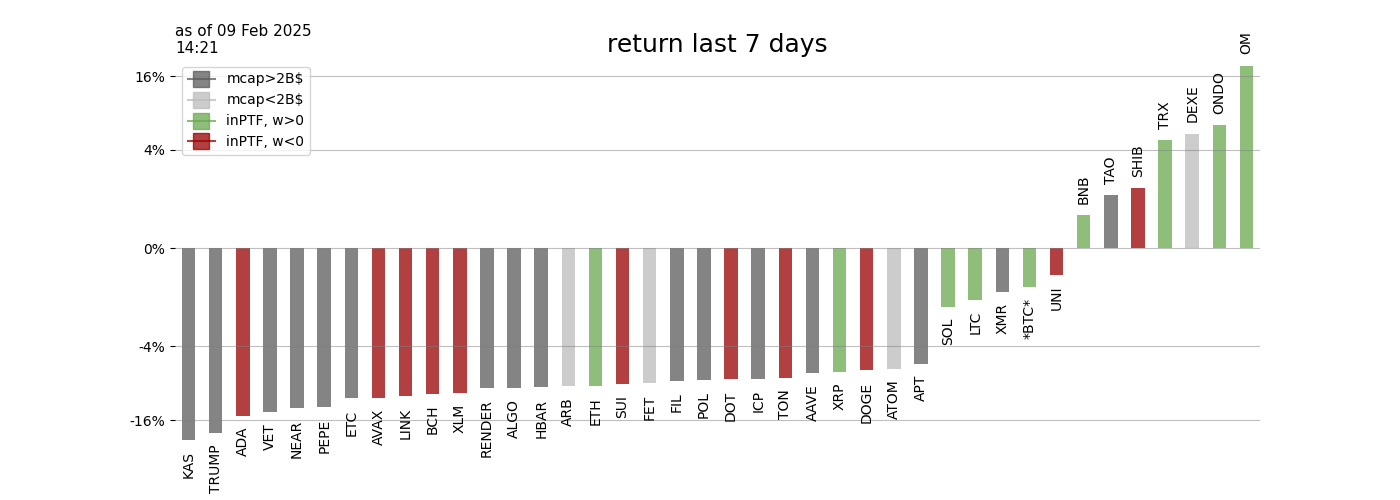 as of 09 Feb 2025
14:21
return last 7 days
mcap>2B$
mcap<2B$
inPTF, w>0
inPTF, w<0
16%
4%
0%
-4%
-16%
KAS
TRUMP
ADA
VET
NEAR
PEPE
ETC
AVAX
LINK
BCH
XLM
RENDER
ALGO
HBAR
ARB
ETH
SUI
FET
FIL
POL
DOT
ICP
TON
AAVE
XRP
DOGE
ATOM
APT
SOL
LTC
XMR
*BTC*
UNI
BNB
TAO
SHIB
TRX
DEXE
ONDO
OM